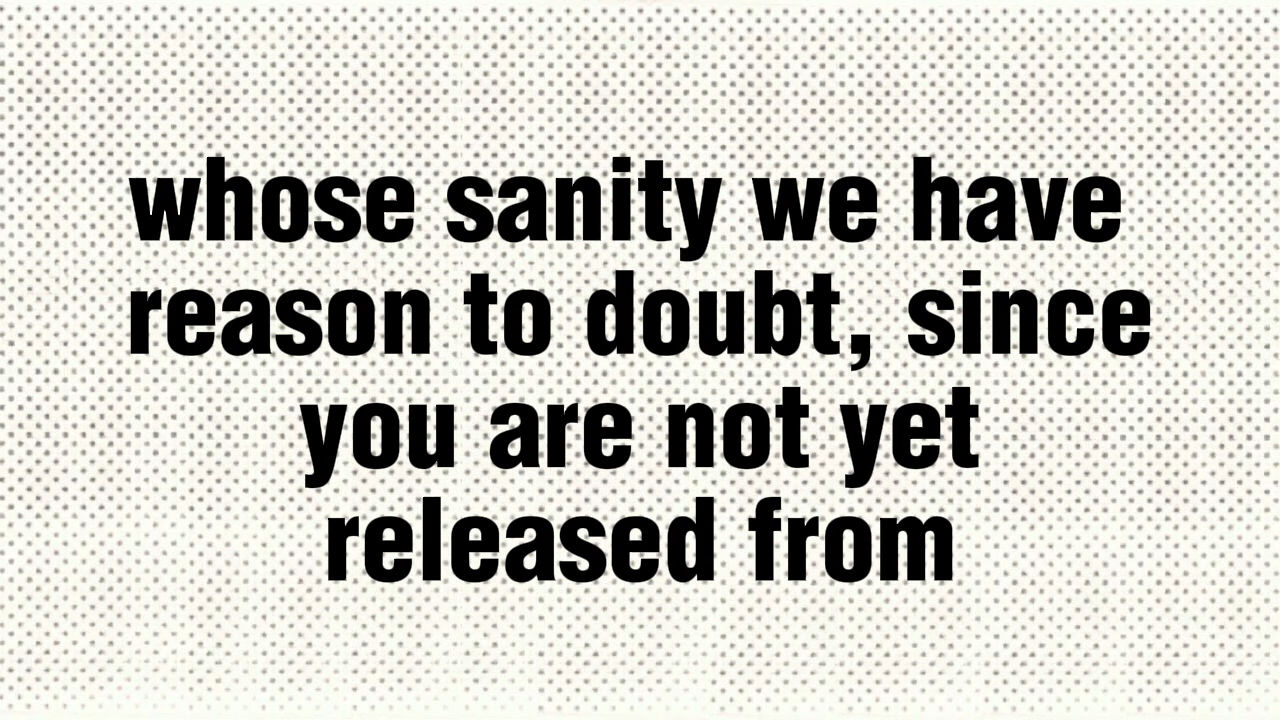 whose sanity we have
reason to doubt, since
you are not yet
released from